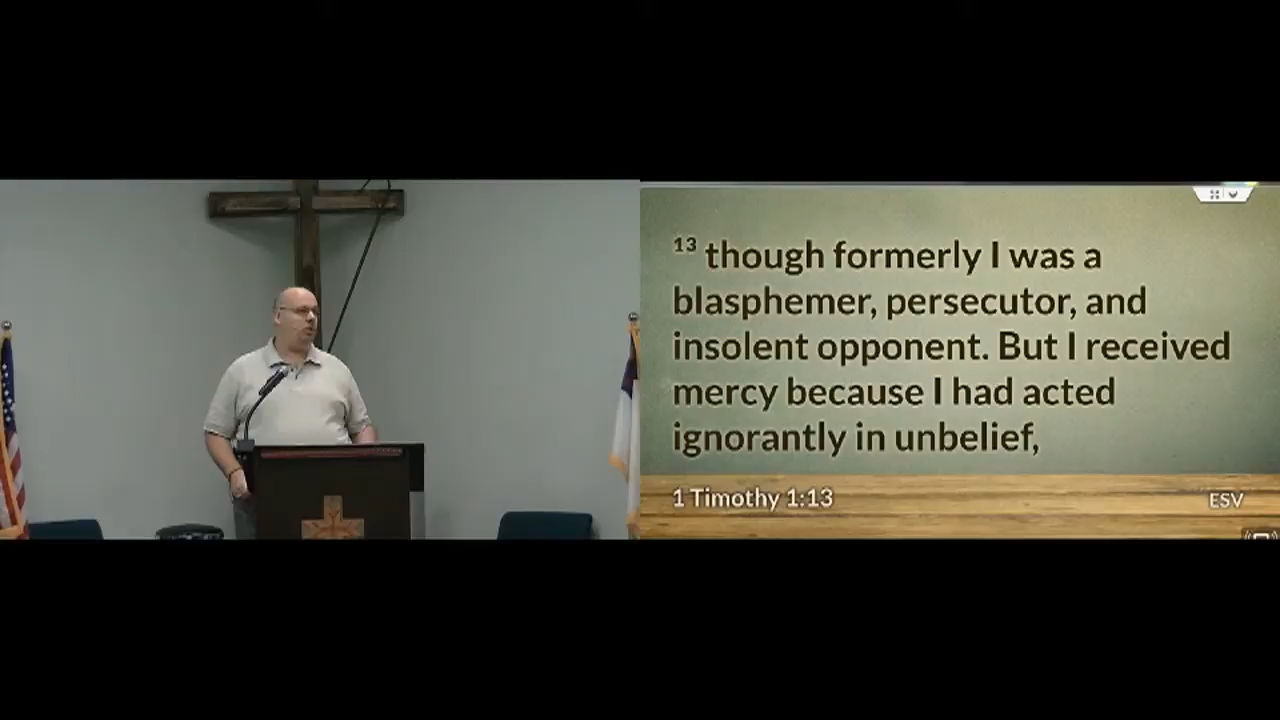 13 though formerly I was a
blasphemer, persecutor, and
insolent opponent. But I received
mercy because I had acted
ignorantly in unbelief,
1 Timothy 1:13
ESV